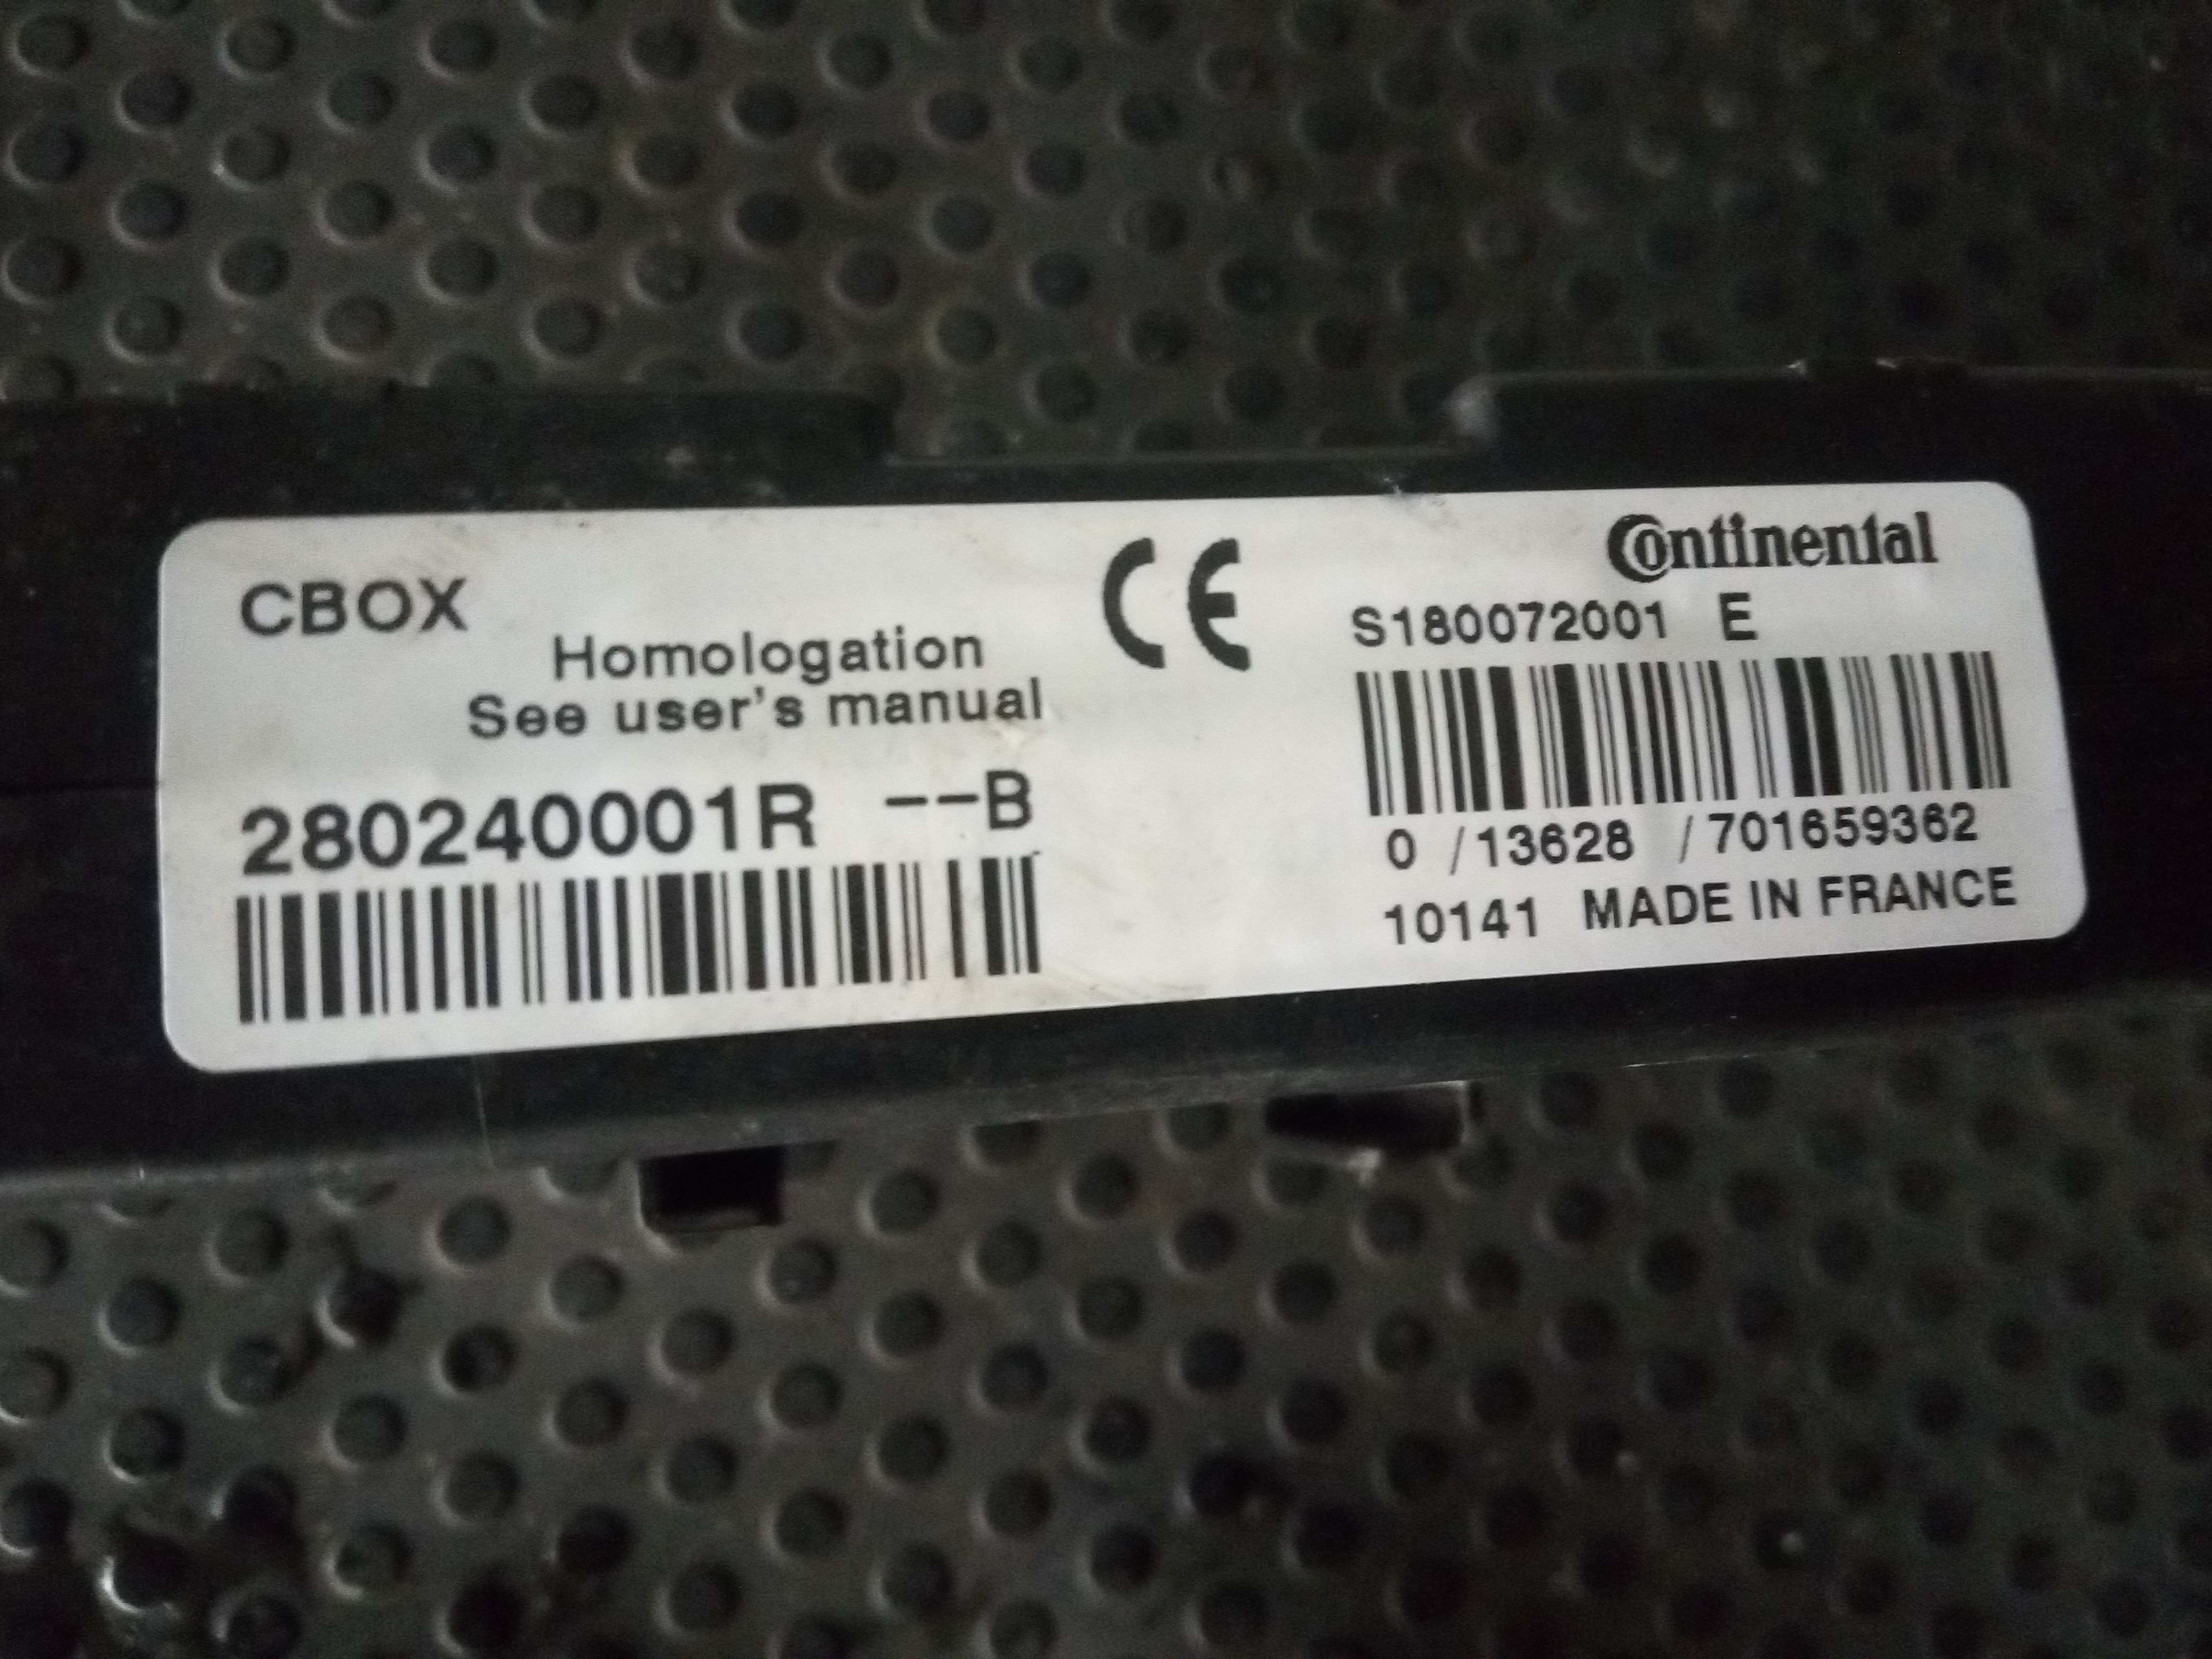 CBOX
Homologation
See user's manual
280240001R --B
CE
Continental
S180072001 E
0 /13628 /701659362
10141 MADE IN FRANCE